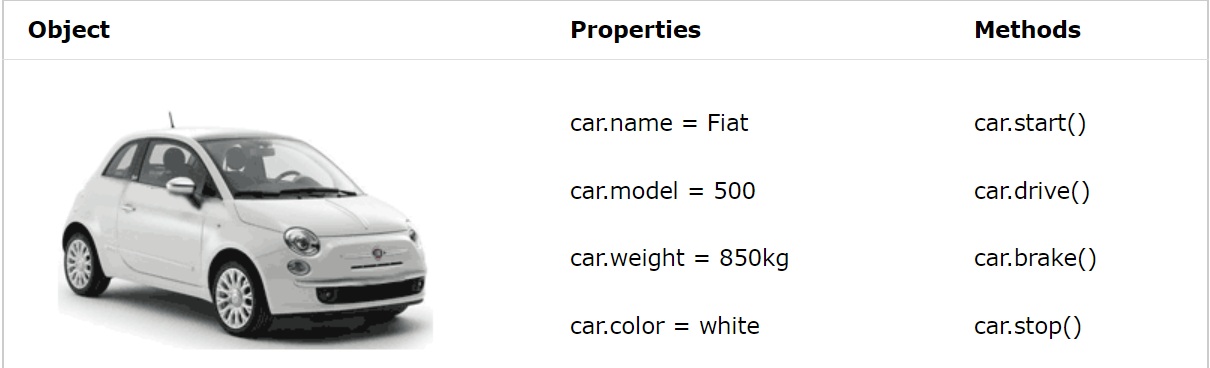 Object Properties Methods
car.name = Fiat car.start()
car.model = 500 car.drive()
car.weight = 850kg car.brake()
car.color = white car.stop()